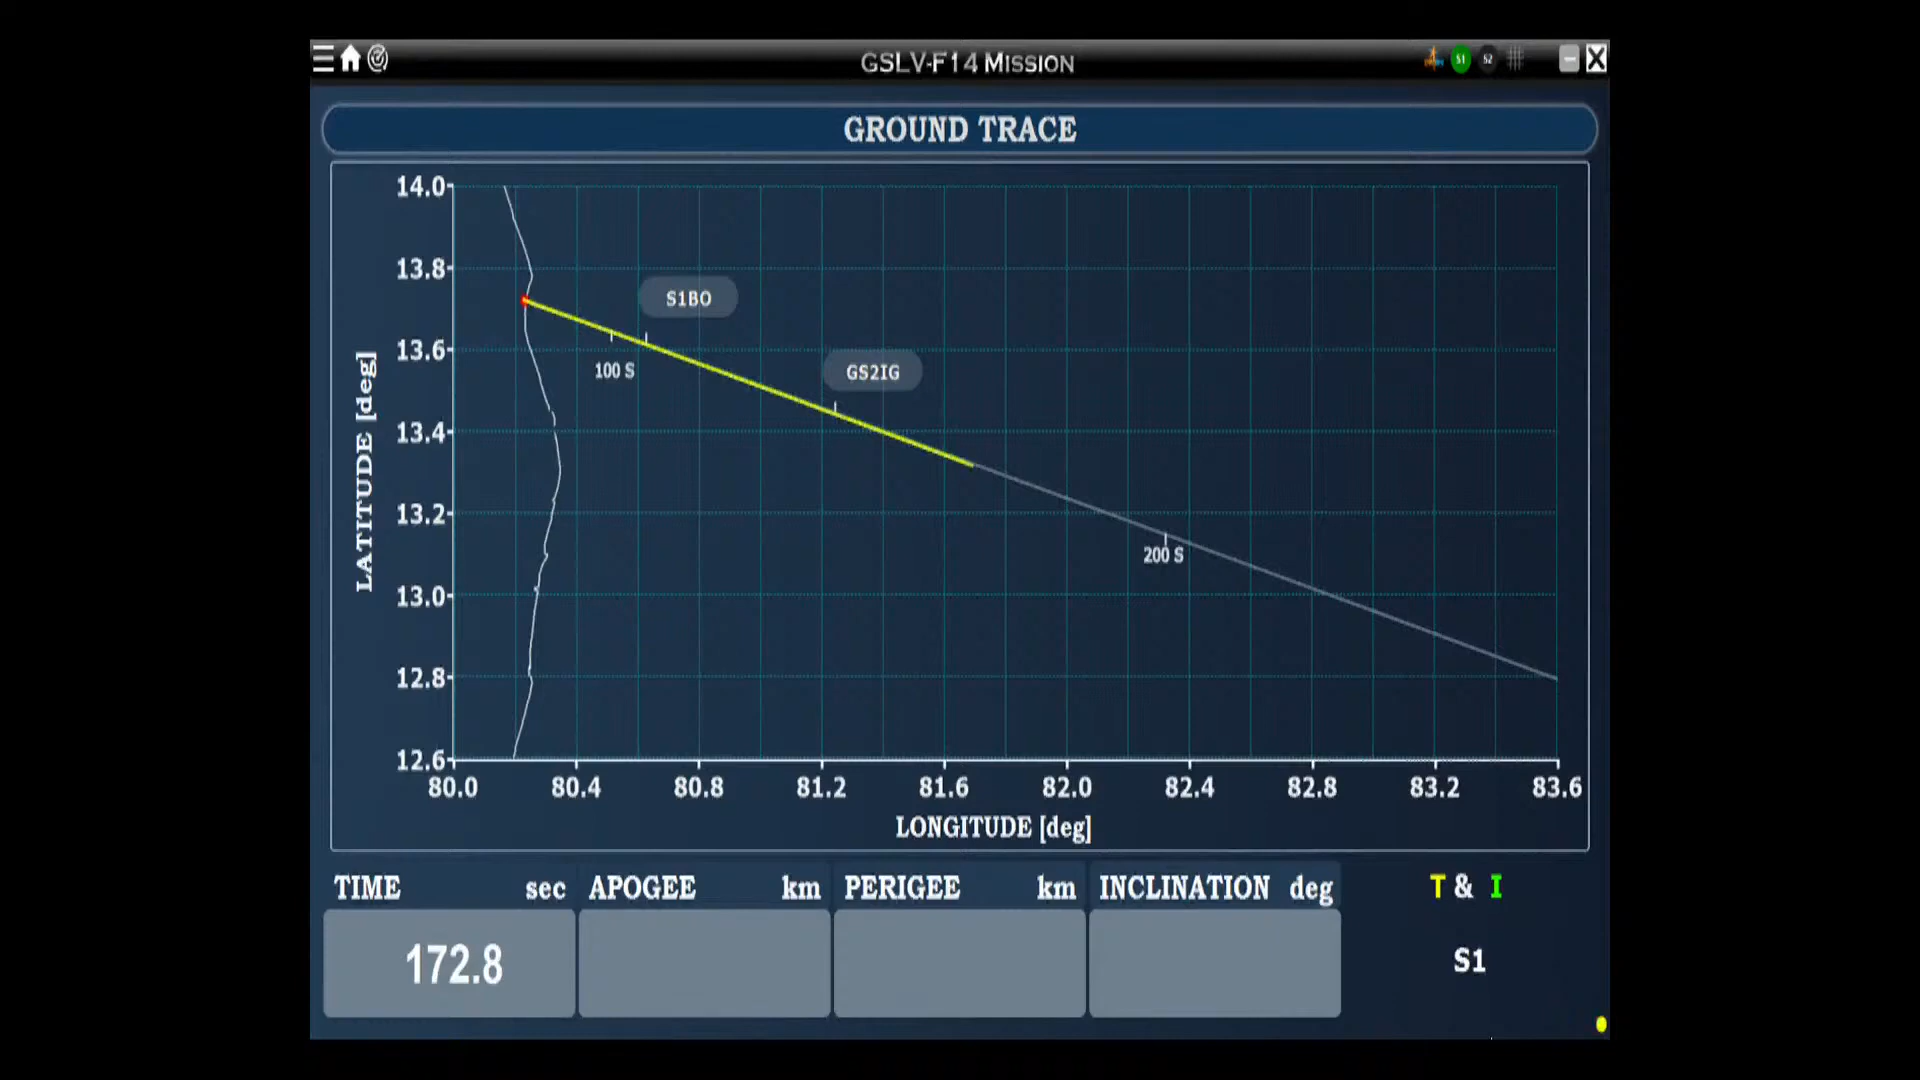 GSLV-F14 MISSION
S1 S2
GROUND TRACE
14.0
13.8
13.6
13.4
13.2
13.0
12.8
12.6
LATITUDE [deg]
S1BO
100 S
GS2IG
200 S
80.0 80.4 80.8 81.2 81.6 82.0 82.4 82.8 83.2 83.6
LONGITUDE [deg]
TIME sec APOGEE km PERIGEE km INCLINATION deg T & I
172.8 S1